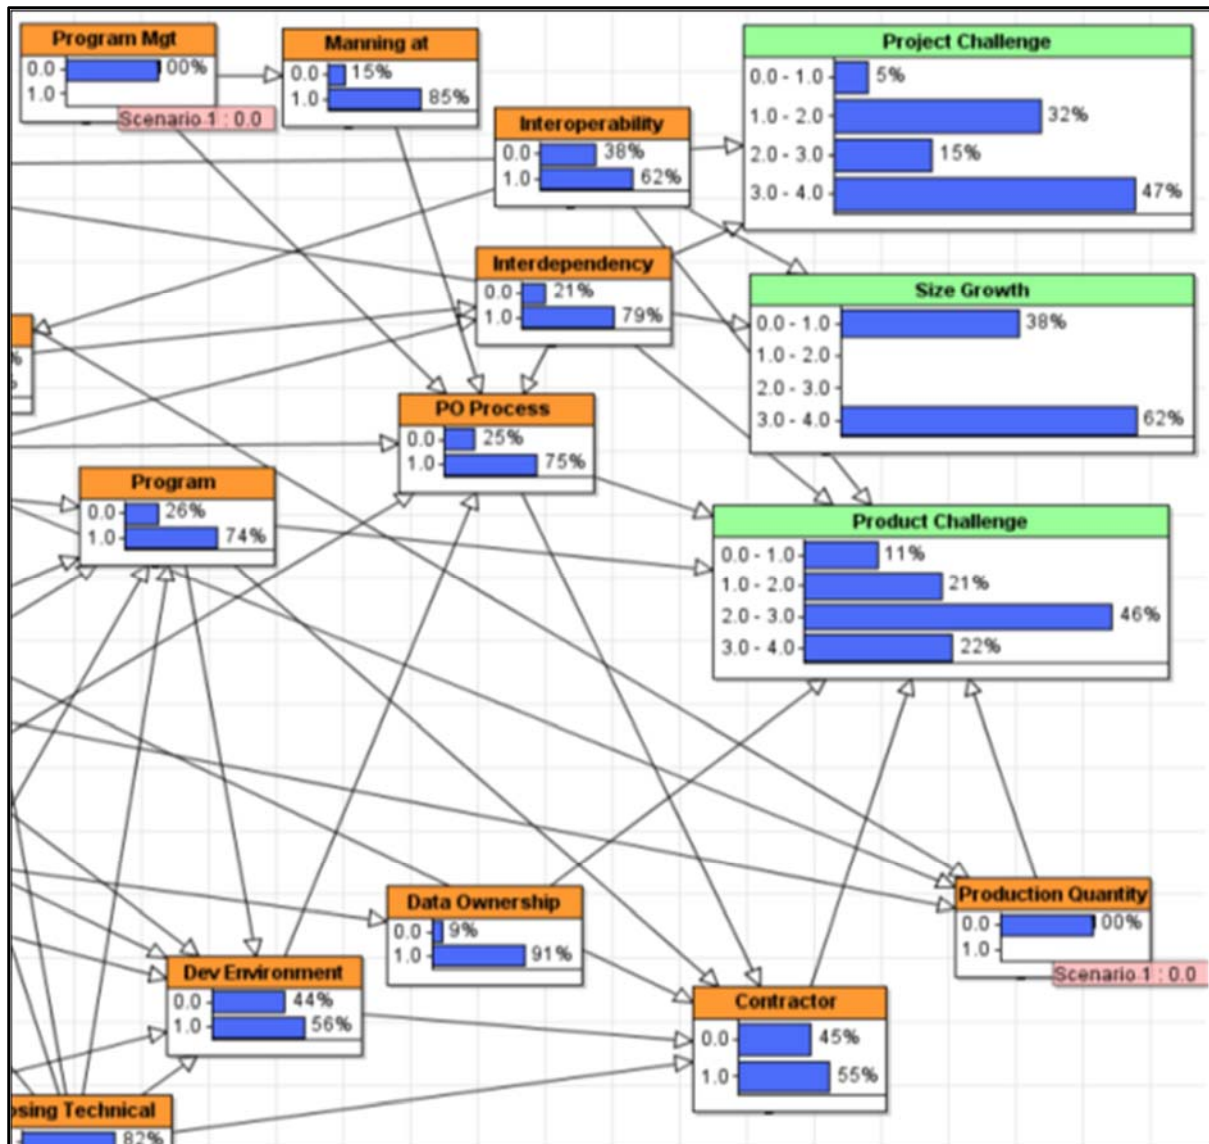 Program Mgt
0.0 00%
1.0
Scenario 1 : 0.0
Manning at
0.0 15%
1.0 85%
Interoperability
0.0 38%
1.0 62%
Project Challenge
0.0 - 1.0 5%
1.0 - 2.0 32%
2.0 - 3.0 15%
3.0 - 4.0 47%
Interdependency
0.0 21%
1.0 79%
Size Growth
0.0 - 1.0 38%
1.0 - 2.0
2.0 - 3.0
3.0 - 4.0 62%
PO Process
0.0 25%
1.0 75%
Program
0.0 26%
1.0 74%
Product Challenge
0.0 - 1.0 11%
1.0 - 2.0 21%
2.0 - 3.0 46%
3.0 - 4.0 22%
Data Ownership
0.0 9%
1.0 91%
Production Quantity
0.0 00%
1.0
Scenario 1 : 0.0
Dev Environment
0.0 44%
1.0 56%
Contractor
0.0 45%
1.0 55%
osing Technical
82%